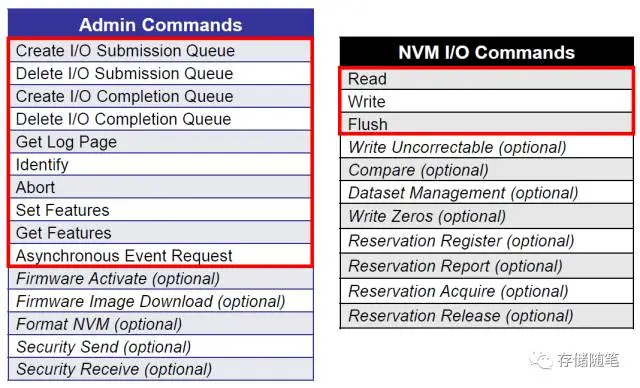 Admin Commands
Create I/O Submission Queue
Delete I/O Submission Queue
Create I/O Completion Queue
Delete I/O Completion Queue
Get Log Page
Identify
Abort
Set Features
Get Features
Asynchronous Event Request
Firmware Activate (optional)
Firmware Image Download (optional)
Format NVM (optional)
Security Send (optional)
Security Receive (optional)
NVM I/O Commands
Read
Write
Flush
Write Uncorrectable (optional)
Compare (optional)
Dataset Management (optional)
Write Zeros (optional)
Reservation Register (optional)
Reservation Report (optional)
Reservation Acquire (optional)
Reservation Release (optional)
存储随笔